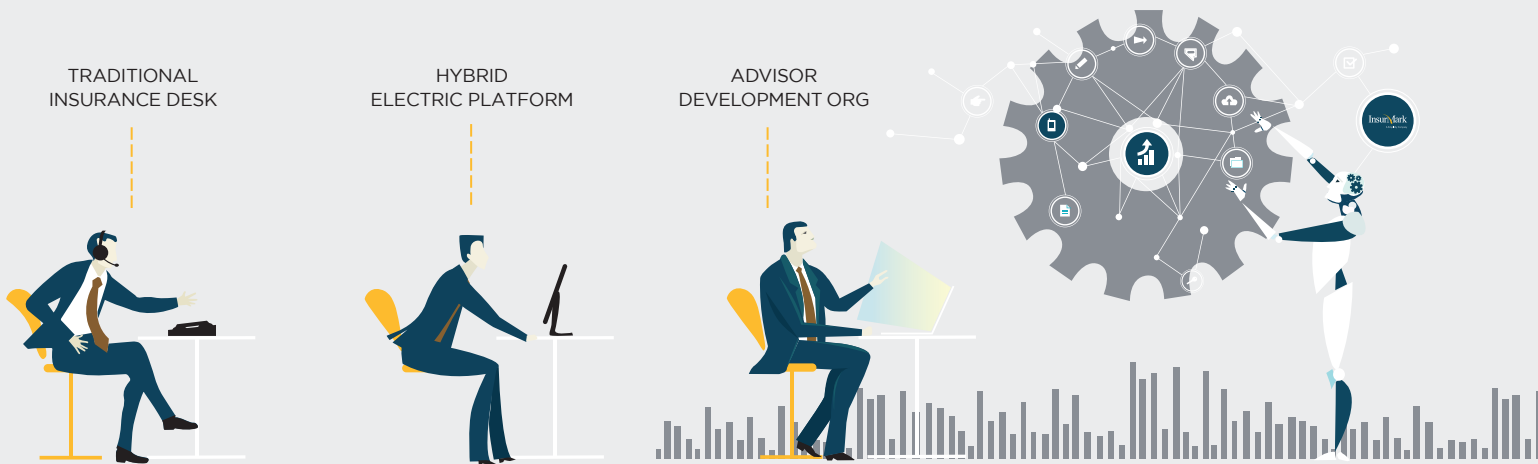 TRADITIONAL
INSURANCE DESK
HYBRID
ELECTRIC PLATFORM
ADVISOR
DEVELOPMENT ORG
InsurMark